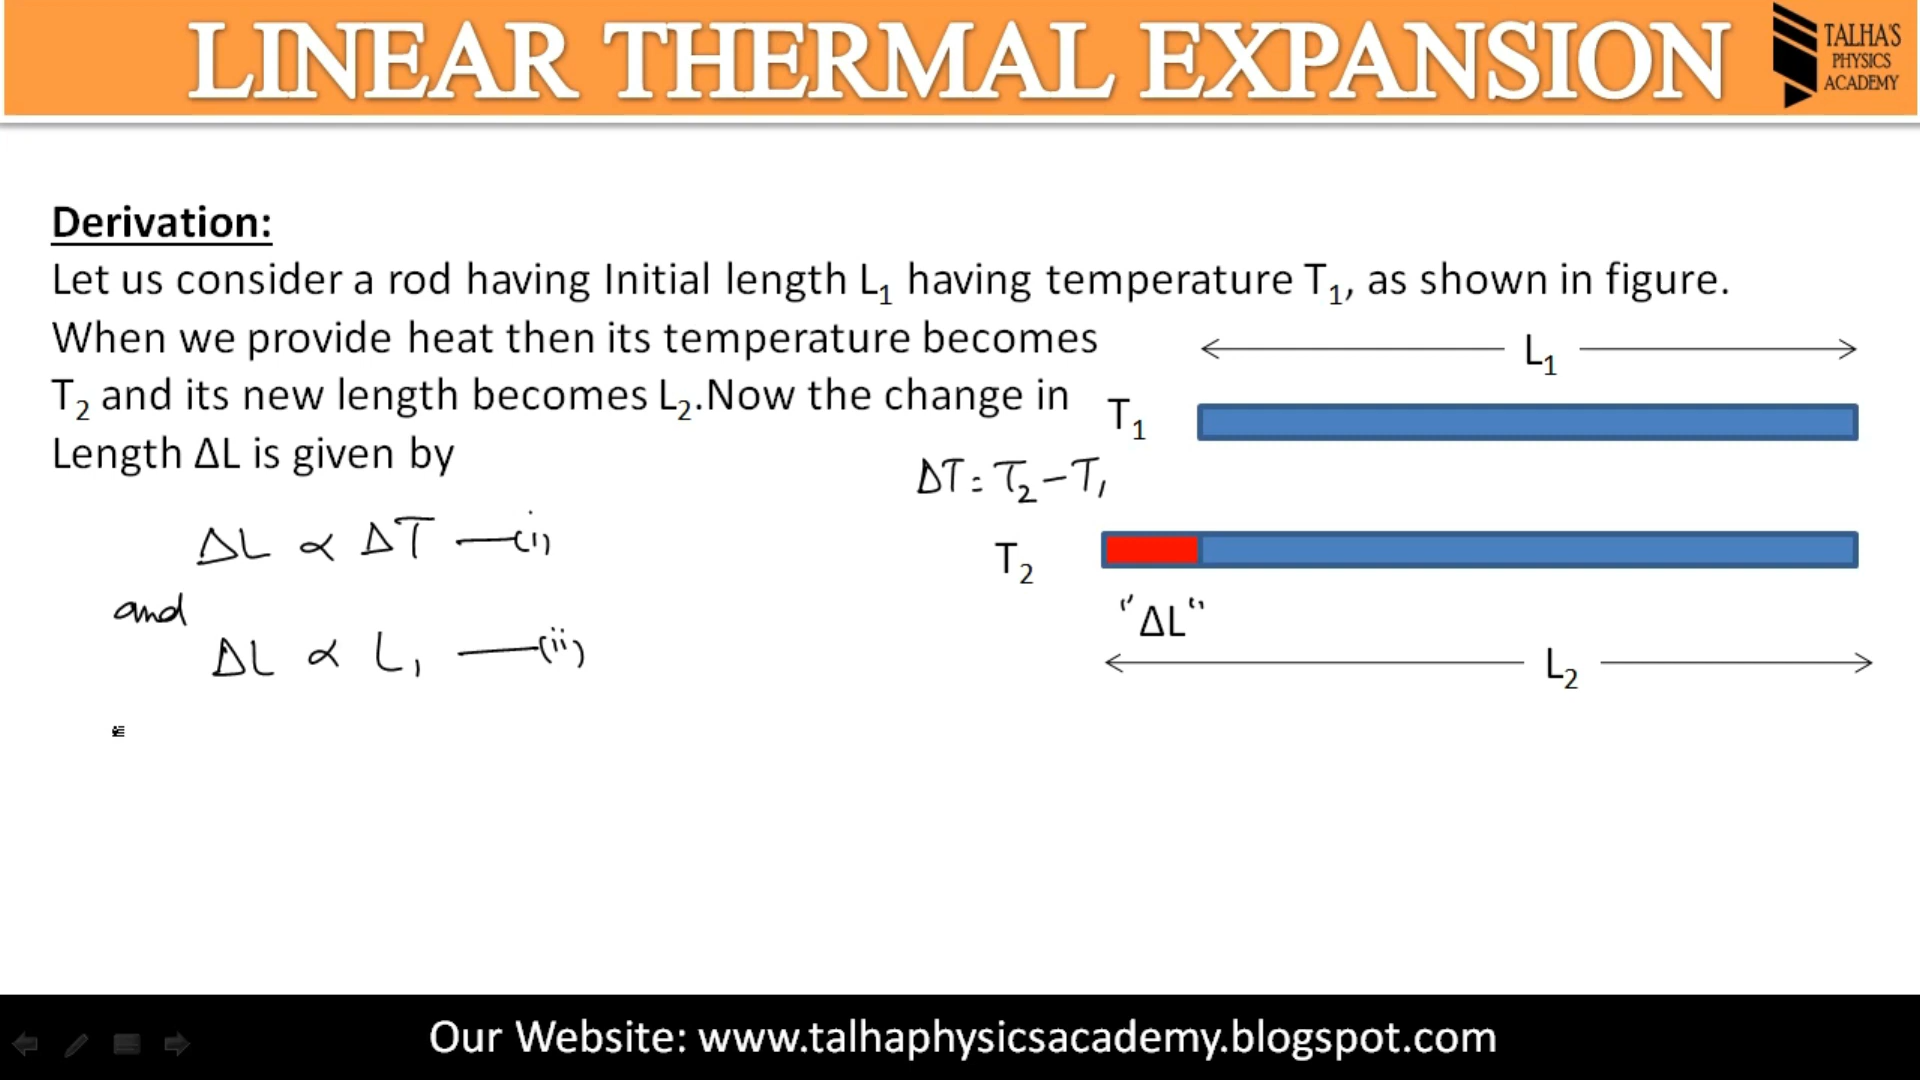 LINEAR THERMAL EXPANSION
TALHA'S
PHYSICS
ACADEMY
Derivation:
Let us consider a rod having Initial length L₁ having temperature T₁, as shown in figure.
When we provide heat then its temperature becomes
T₂ and its new length becomes L₂.Now the change in
Length ΔL is given by
L₁
T₁
ΔT = T₂ – T₁
ΔL ∝ ΔT —(i)
T₂
and
"ΔL"
ΔL ∝ L₁ —(ii)
L₂
Our Website: www.talhaphysicsacademy.blogspot.com